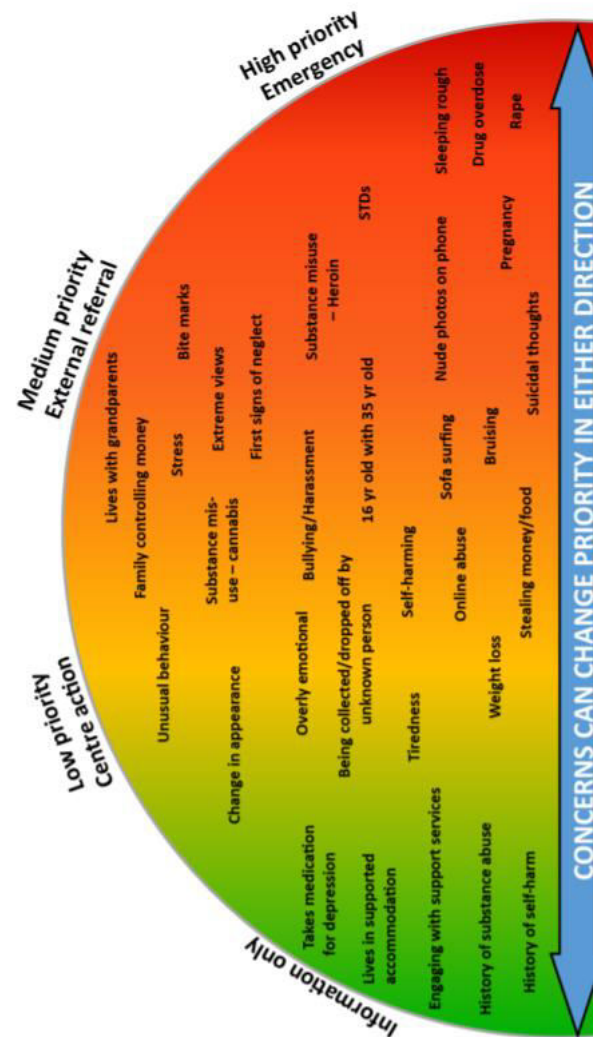 Information only
Low priority
Centre action
Medium priority
External referral
High priority
Emergency
Lives with grandparents
Family controlling money
Unusual behaviour
Stress
Bite marks
Substance mis-
use – cannabis
Extreme views
Change in appearance
First signs of neglect
Takes medication
for depression
Overly emotional
Bullying/Harassment
Substance misuse
– Heroin
Being collected/dropped off by
unknown person
Lives in supported
accommodation
16 yr old with 35 yr old
STDs
Tiredness
Self-harming
Engaging with support services
Online abuse
Sofa surfing
Nude photos on phone
Sleeping rough
History of substance abuse
Weight loss
Bruising
Pregnancy
Drug overdose
History of self-harm
Stealing money/food
Suicidal thoughts
Rape
CONCERNS CAN CHANGE PRIORITY IN EITHER DIRECTION